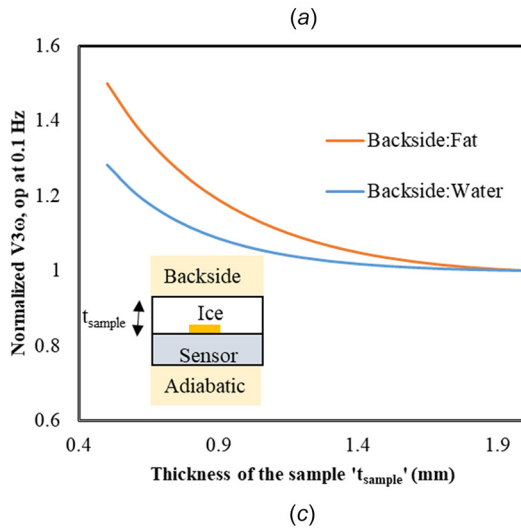 (a)
1.6
1.4
1.2
1
0.8
0.6
Normalized V3ω, op at 0.1 Hz
Backside:Fat
Backside:Water
Backside
t_sample
Ice
Sensor
Adiabatic
0.4 0.9 1.4 1.9
Thickness of the sample 't_sample' (mm)
(c)